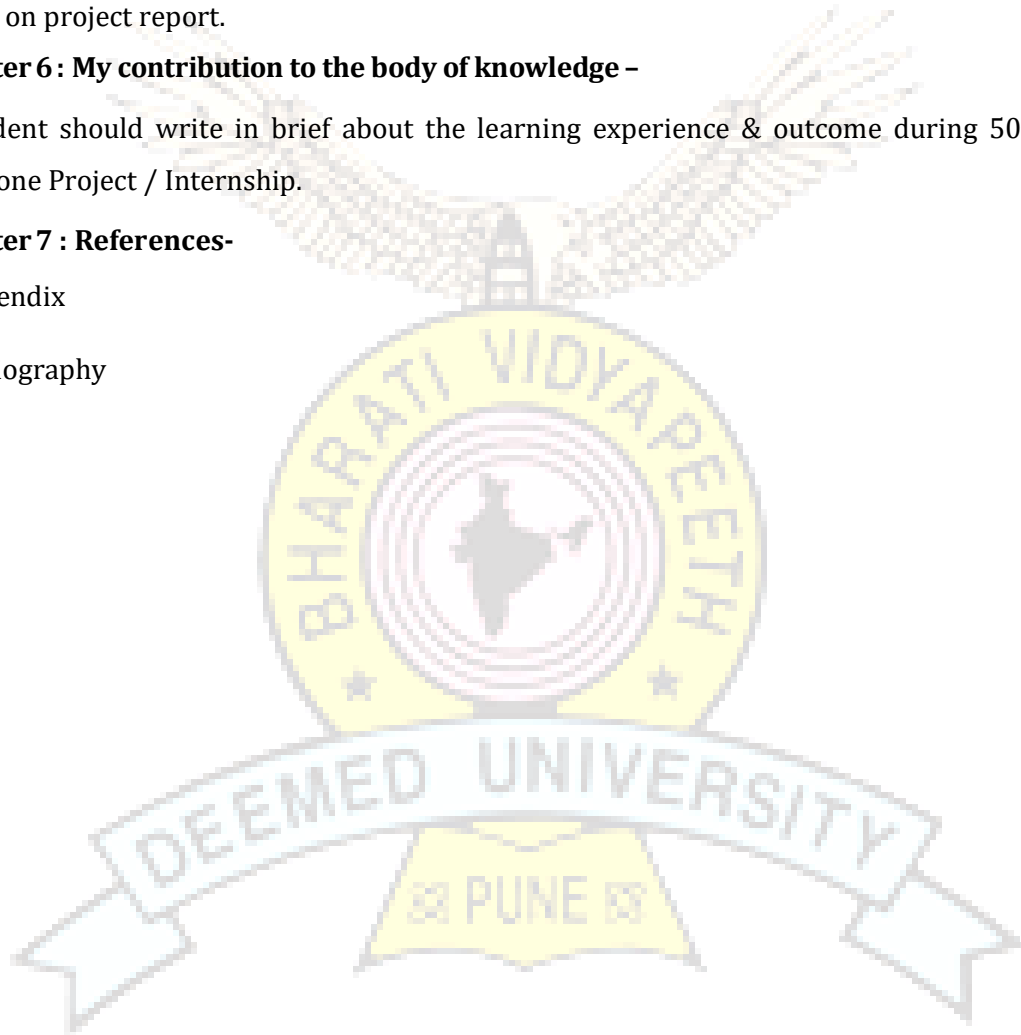 on project report.
ter 6 : My contribution to the body of knowledge –
dent should write in brief about the learning experience & outcome during 50
one Project / Internship.
ter 7 : References-
endix
iography
BHARATI VIDYAPEETH
DEEMED UNIVERSITY
PUNE